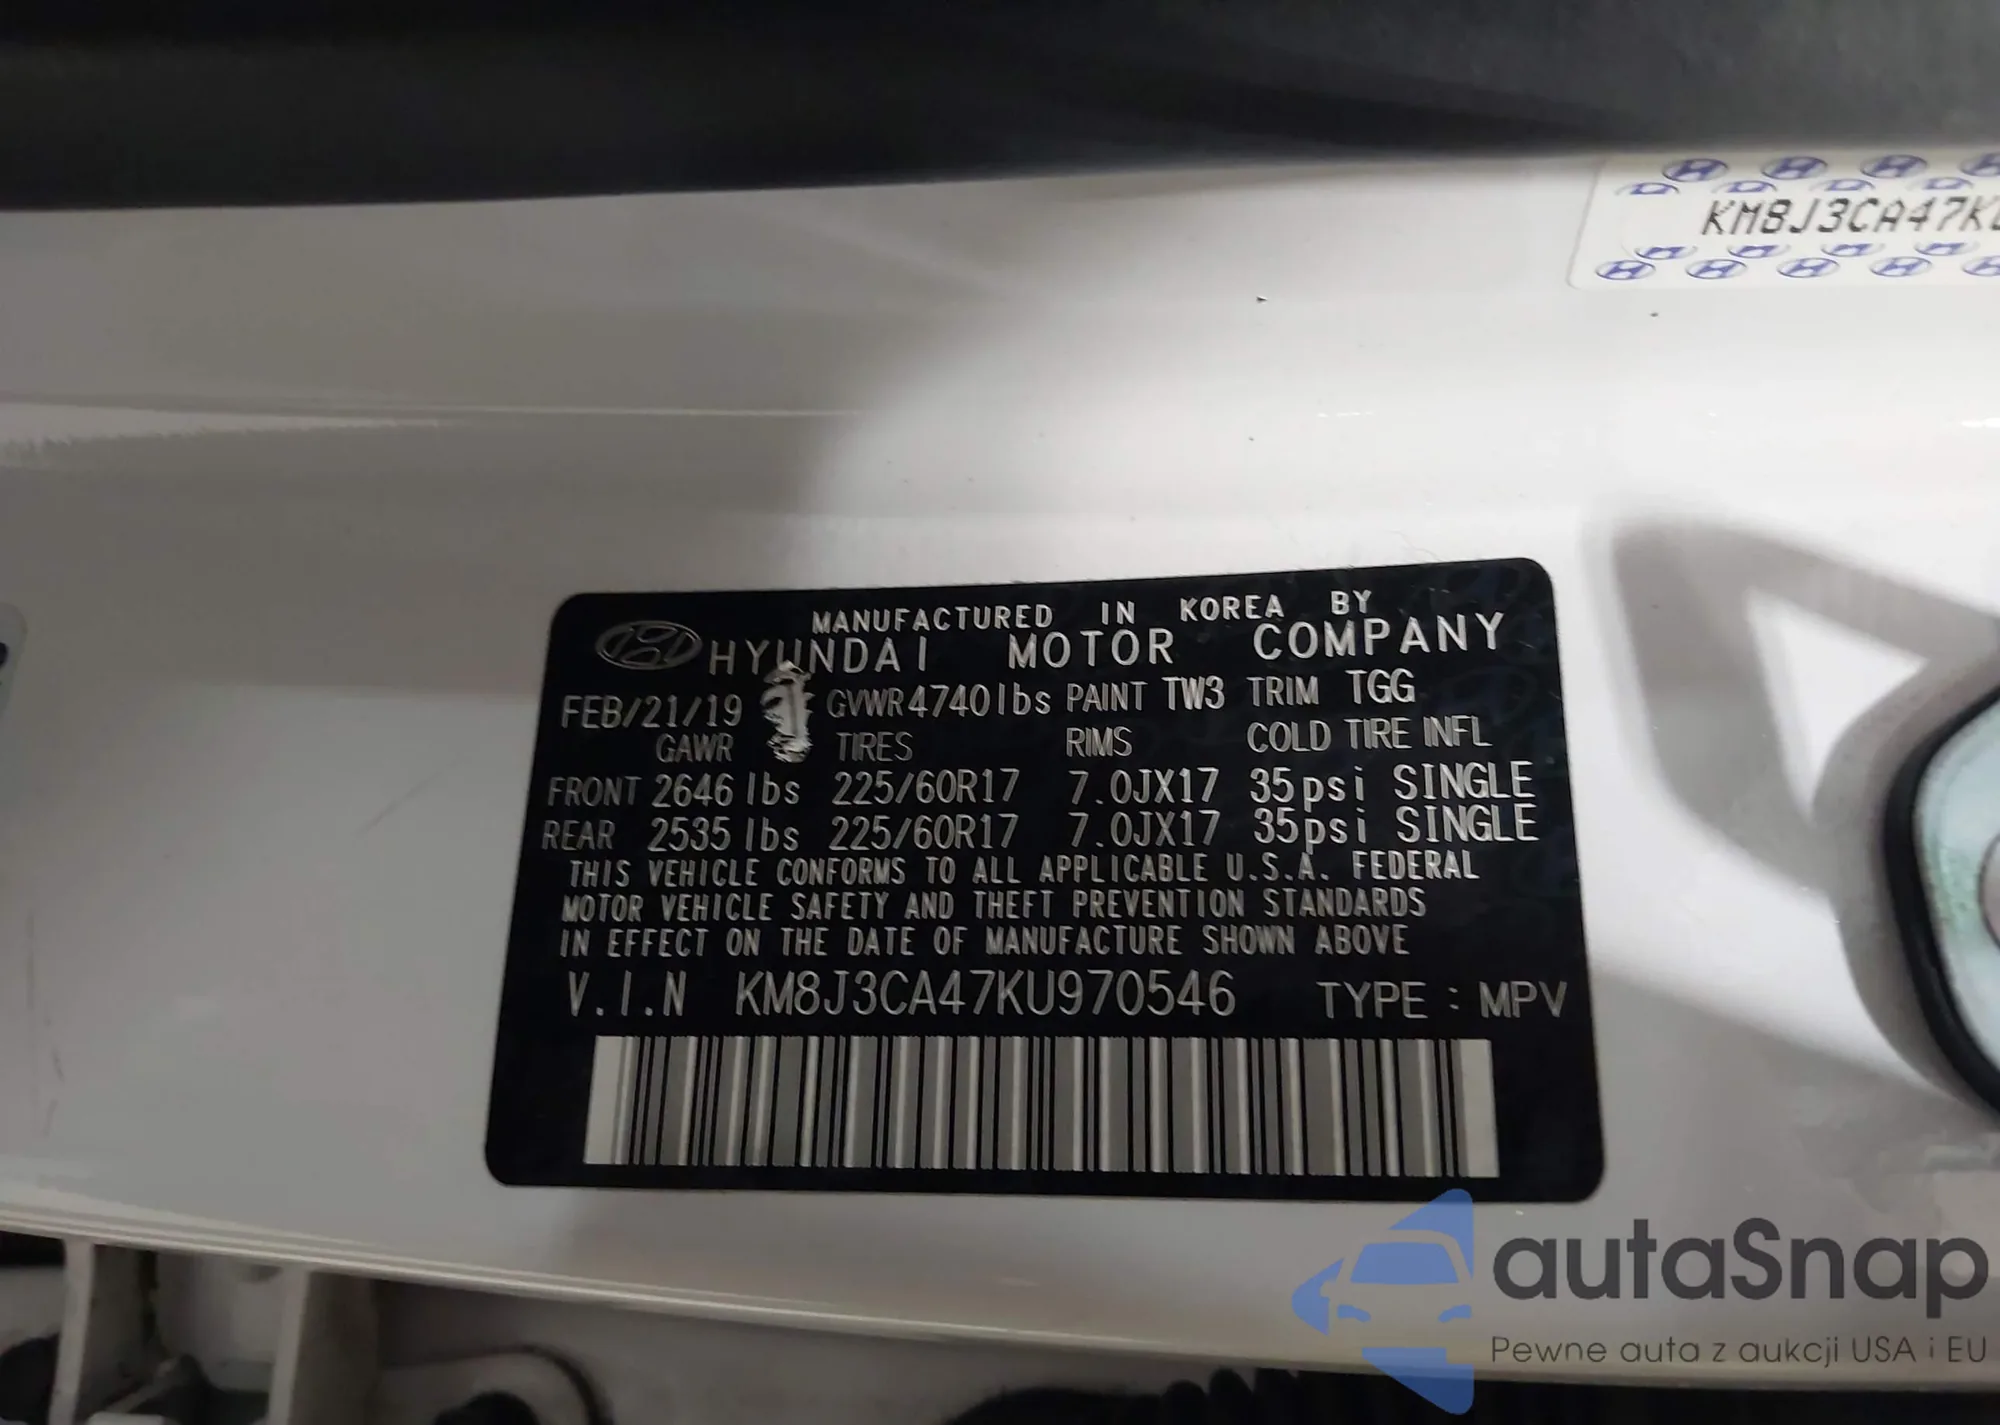 KM8J3CA47K
MANUFACTURED IN KOREA BY
HYUNDAI MOTOR COMPANY
FEB/21/19 GVWR4740lbs PAINT TW3 TRIM TGG
GAWR TIRES RIMS COLD TIRE INFL
FRONT 2646 lbs 225/60R17 7.0JX17 35psi SINGLE
REAR 2535 lbs 225/60R17 7.0JX17 35psi SINGLE
THIS VEHICLE CONFORMS TO ALL APPLICABLE U.S.A. FEDERAL
MOTOR VEHICLE SAFETY AND THEFT PREVENTION STANDARDS
IN EFFECT ON THE DATE OF MANUFACTURE SHOWN ABOVE
V.I.N KM8J3CA47KU970546 TYPE : MPV
autaSnap
Pewne auta z aukcji USA i EU